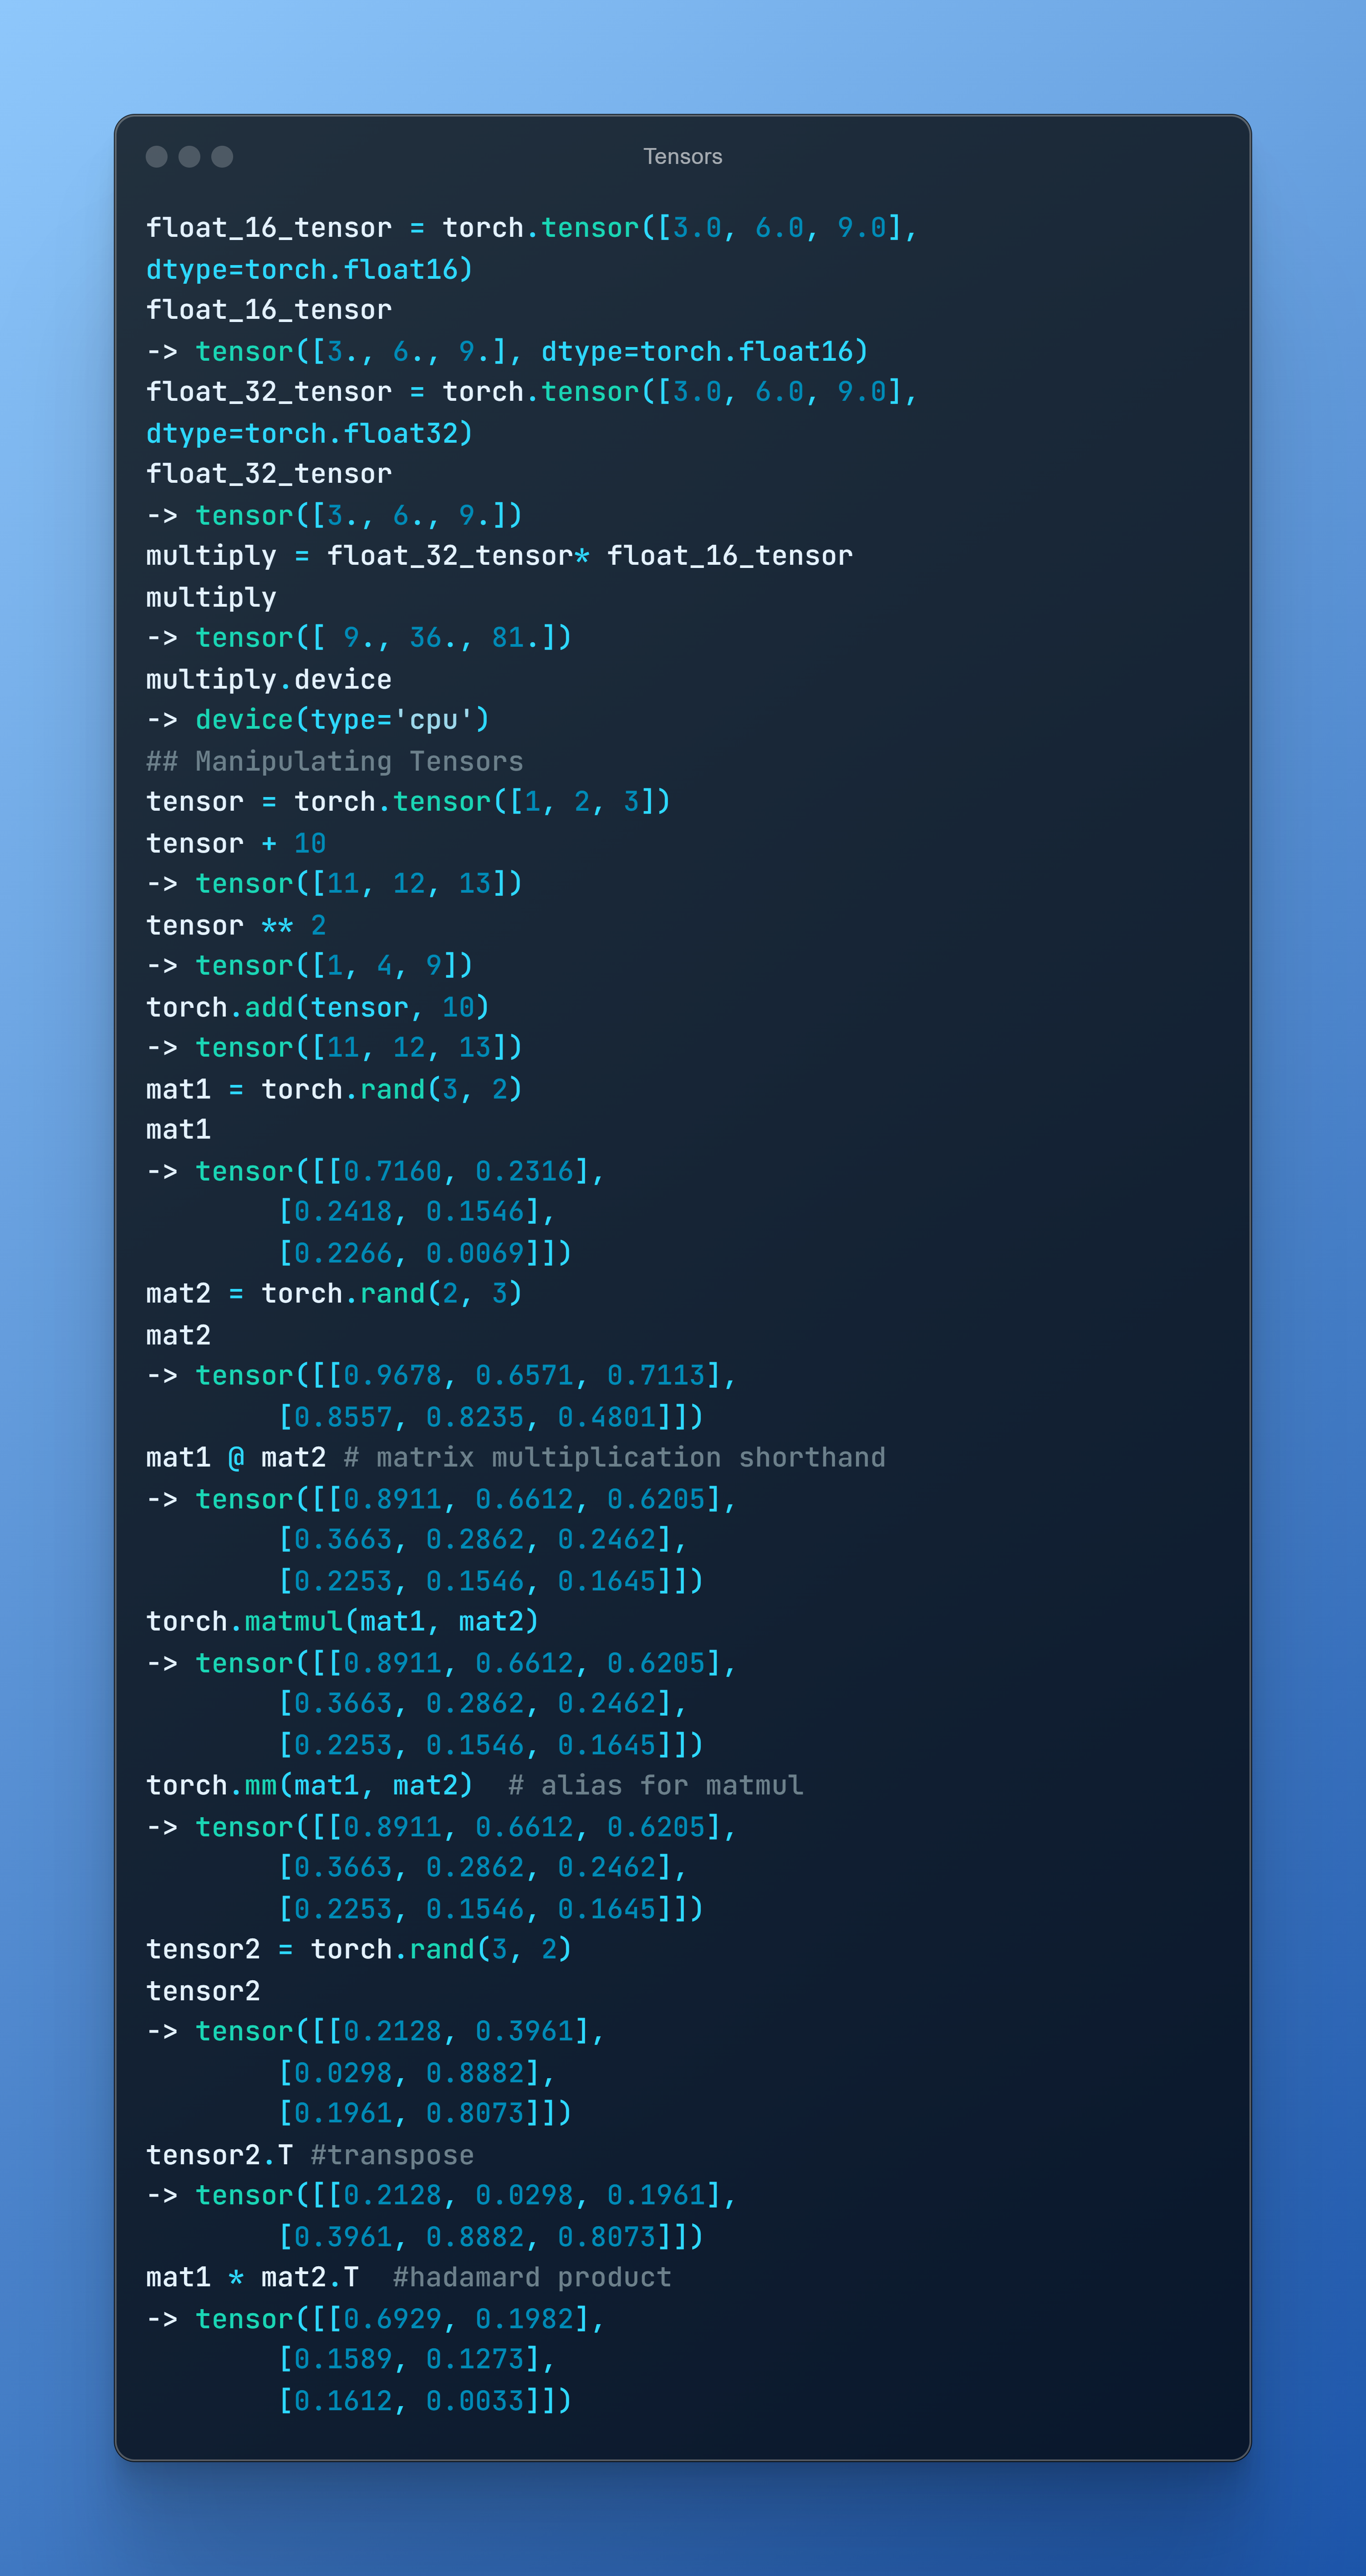 Tensors
float_16_tensor = torch.tensor([3.0, 6.0, 9.0],
dtype=torch.float16)
float_16_tensor
-> tensor([3., 6., 9.], dtype=torch.float16)
float_32_tensor = torch.tensor([3.0, 6.0, 9.0],
dtype=torch.float32)
float_32_tensor
-> tensor([3., 6., 9.])
multiply = float_32_tensor* float_16_tensor
multiply
-> tensor([ 9., 36., 81.])
multiply.device
-> device(type='cpu')
## Manipulating Tensors
tensor = torch.tensor([1, 2, 3])
tensor + 10
-> tensor([11, 12, 13])
tensor ** 2
-> tensor([1, 4, 9])
torch.add(tensor, 10)
-> tensor([11, 12, 13])
mat1 = torch.rand(3, 2)
mat1
-> tensor([[0.7160, 0.2316],
        [0.2418, 0.1546],
        [0.2266, 0.0069]])
mat2 = torch.rand(2, 3)
mat2
-> tensor([[0.9678, 0.6571, 0.7113],
        [0.8557, 0.8235, 0.4801]])
mat1 @ mat2 # matrix multiplication shorthand
-> tensor([[0.8911, 0.6612, 0.6205],
        [0.3663, 0.2862, 0.2462],
        [0.2253, 0.1546, 0.1645]])
torch.matmul(mat1, mat2)
-> tensor([[0.8911, 0.6612, 0.6205],
        [0.3663, 0.2862, 0.2462],
        [0.2253, 0.1546, 0.1645]])
torch.mm(mat1, mat2)  # alias for matmul
-> tensor([[0.8911, 0.6612, 0.6205],
        [0.3663, 0.2862, 0.2462],
        [0.2253, 0.1546, 0.1645]])
tensor2 = torch.rand(3, 2)
tensor2
-> tensor([[0.2128, 0.3961],
        [0.0298, 0.8882],
        [0.1961, 0.8073]])
tensor2.T #transpose
-> tensor([[0.2128, 0.0298, 0.1961],
        [0.3961, 0.8882, 0.8073]])
mat1 * mat2.T  #hadamard product
-> tensor([[0.6929, 0.1982],
        [0.1589, 0.1273],
        [0.1612, 0.0033]])